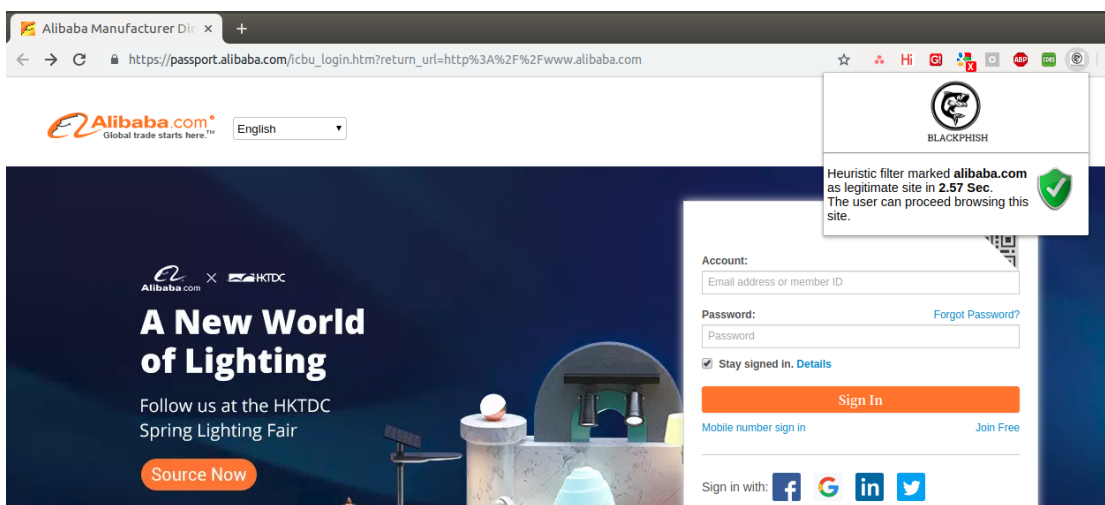 Alibaba Manufacturer Dir
https://passport.alibaba.com/icbu_login.htm?return_url=http%3A%2F%2Fwww.alibaba.com
Hi
G!
x
ABP
CORS
BLACKPHISH
Heuristic filter marked alibaba.com
as legitimate site in 2.57 Sec.
The user can proceed browsing this
site.
Alibaba.com®
Global trade starts here.™
English
Alibaba.com
HKTDC
A New World
of Lighting
Follow us at the HKTDC
Spring Lighting Fair
Source Now
Account:
Email address or member ID
Password: Forgot Password?
Password
Stay signed in. Details
Sign In
Mobile number sign in Join Free
Sign in with: f G in